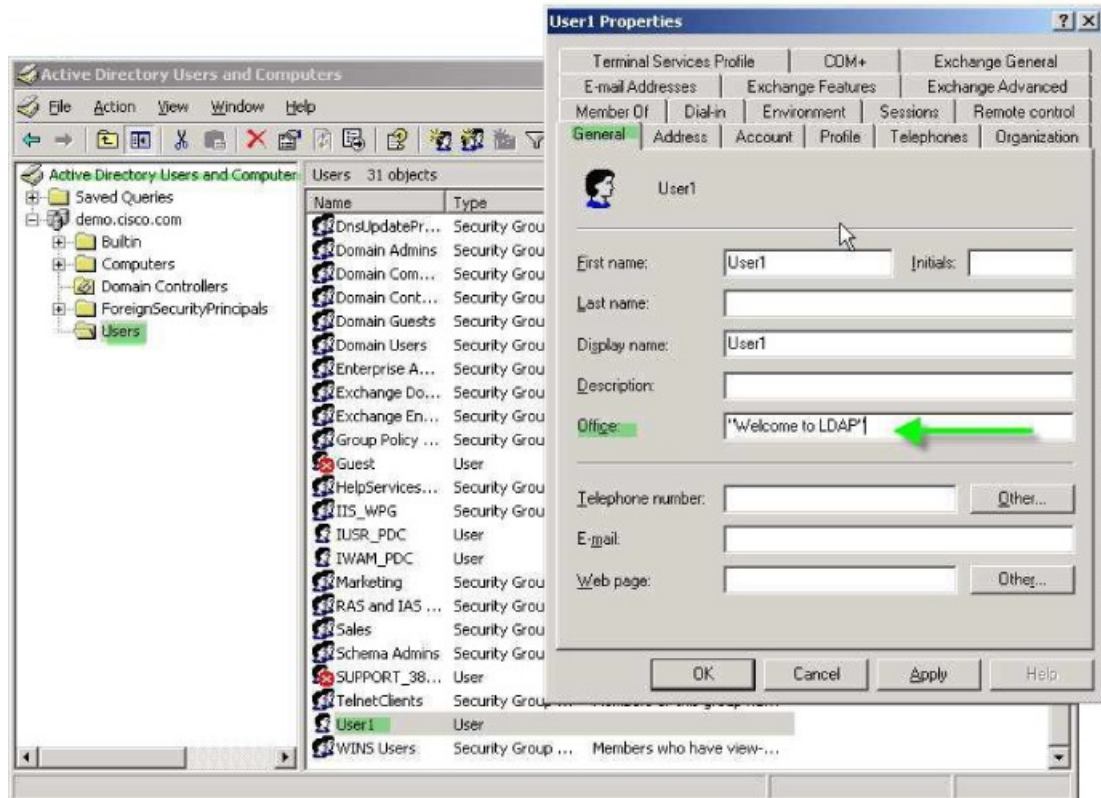 Active Directory Users and Computers
File Action View Window Help
Active Directory Users and Computer
Saved Queries
demo.cisco.com
Builtin
Computers
Domain Controllers
ForeignSecurityPrincipals
Users
Users 31 objects
Name Type
DnsUpdatePr... Security Grou
Domain Admins Security Grou
Domain Com... Security Grou
Domain Cont... Security Grou
Domain Guests Security Grou
Domain Users Security Grou
Enterprise A... Security Grou
Exchange Do... Security Grou
Exchange En... Security Grou
Group Policy ... Security Grou
Guest User
HelpServices... Security Grou
IIS_WPG Security Grou
IUSR_PDC User
IWAM_PDC User
Marketing Security Grou
RAS and IAS ... Security Grou
Sales Security Grou
Schema Admins Security Grou
SUPPORT_38... User
TelnetClients Security Group ... Members of this group
User1 User
WINS Users Security Group ... Members who have view-...
User1 Properties
Terminal Services Profile COM+ Exchange General
E-mail Addresses Exchange Features Exchange Advanced
Member Of Dial-in Environment Sessions Remote control
General Address Account Profile Telephones Organization
User1
First name: User1 Initials:
Last name:
Display name: User1
Description:
Office: "Welcome to LDAP"
Telephone number: Other...
E-mail:
Web page: Other...
OK Cancel Apply Help